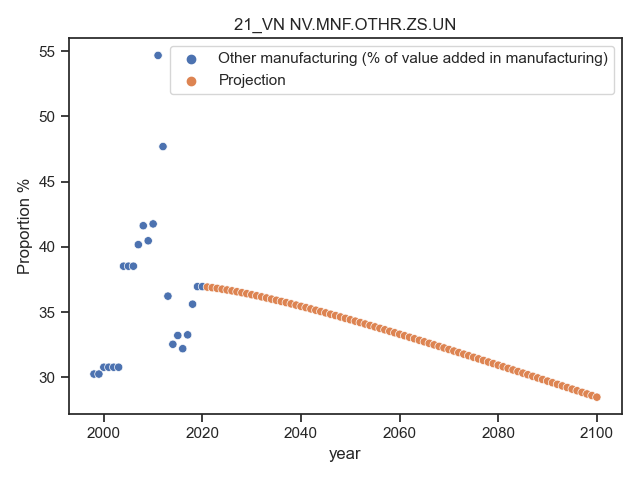 21_VN NV.MNF.OTHR.ZS.UN
Other manufacturing (% of value added in manufacturing)
Projection
Proportion %
55
50
45
40
35
30
2000
2020
2040
2060
2080
2100
year